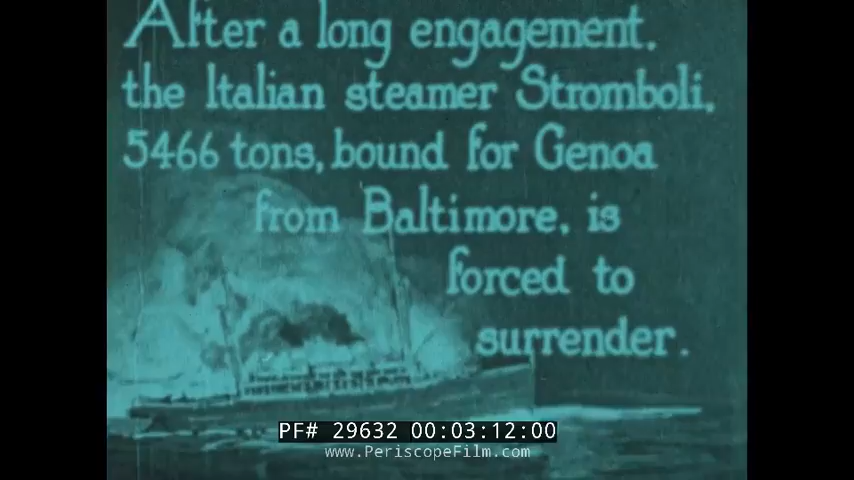 After a long engagement.
the Italian steamer Stromboli,
5466 tons, bound for Genoa
from Baltimore, is
forced to
surrender.
PF# 29632 00:03:12:00
www.PeriscopeFilm.com